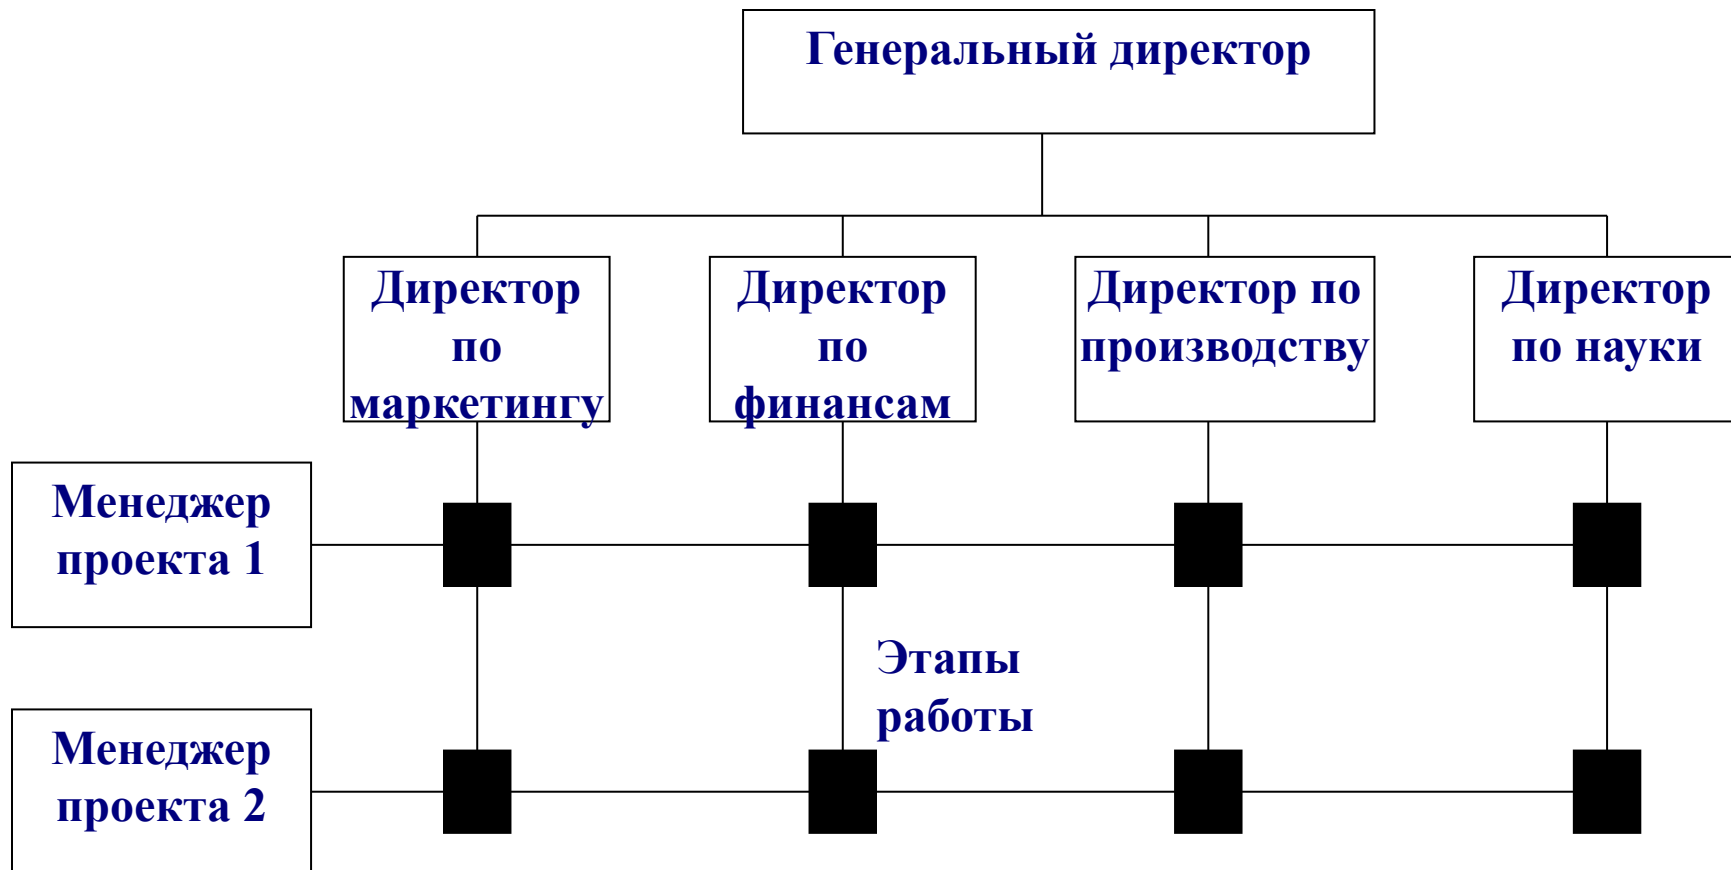 Генеральный директор
Директор
по
маркетингу
Директор
по
финансам
Директор по
производству
Директор
по науки
Менеджер
проекта 1
Этапы
работы
Менеджер
проекта 2